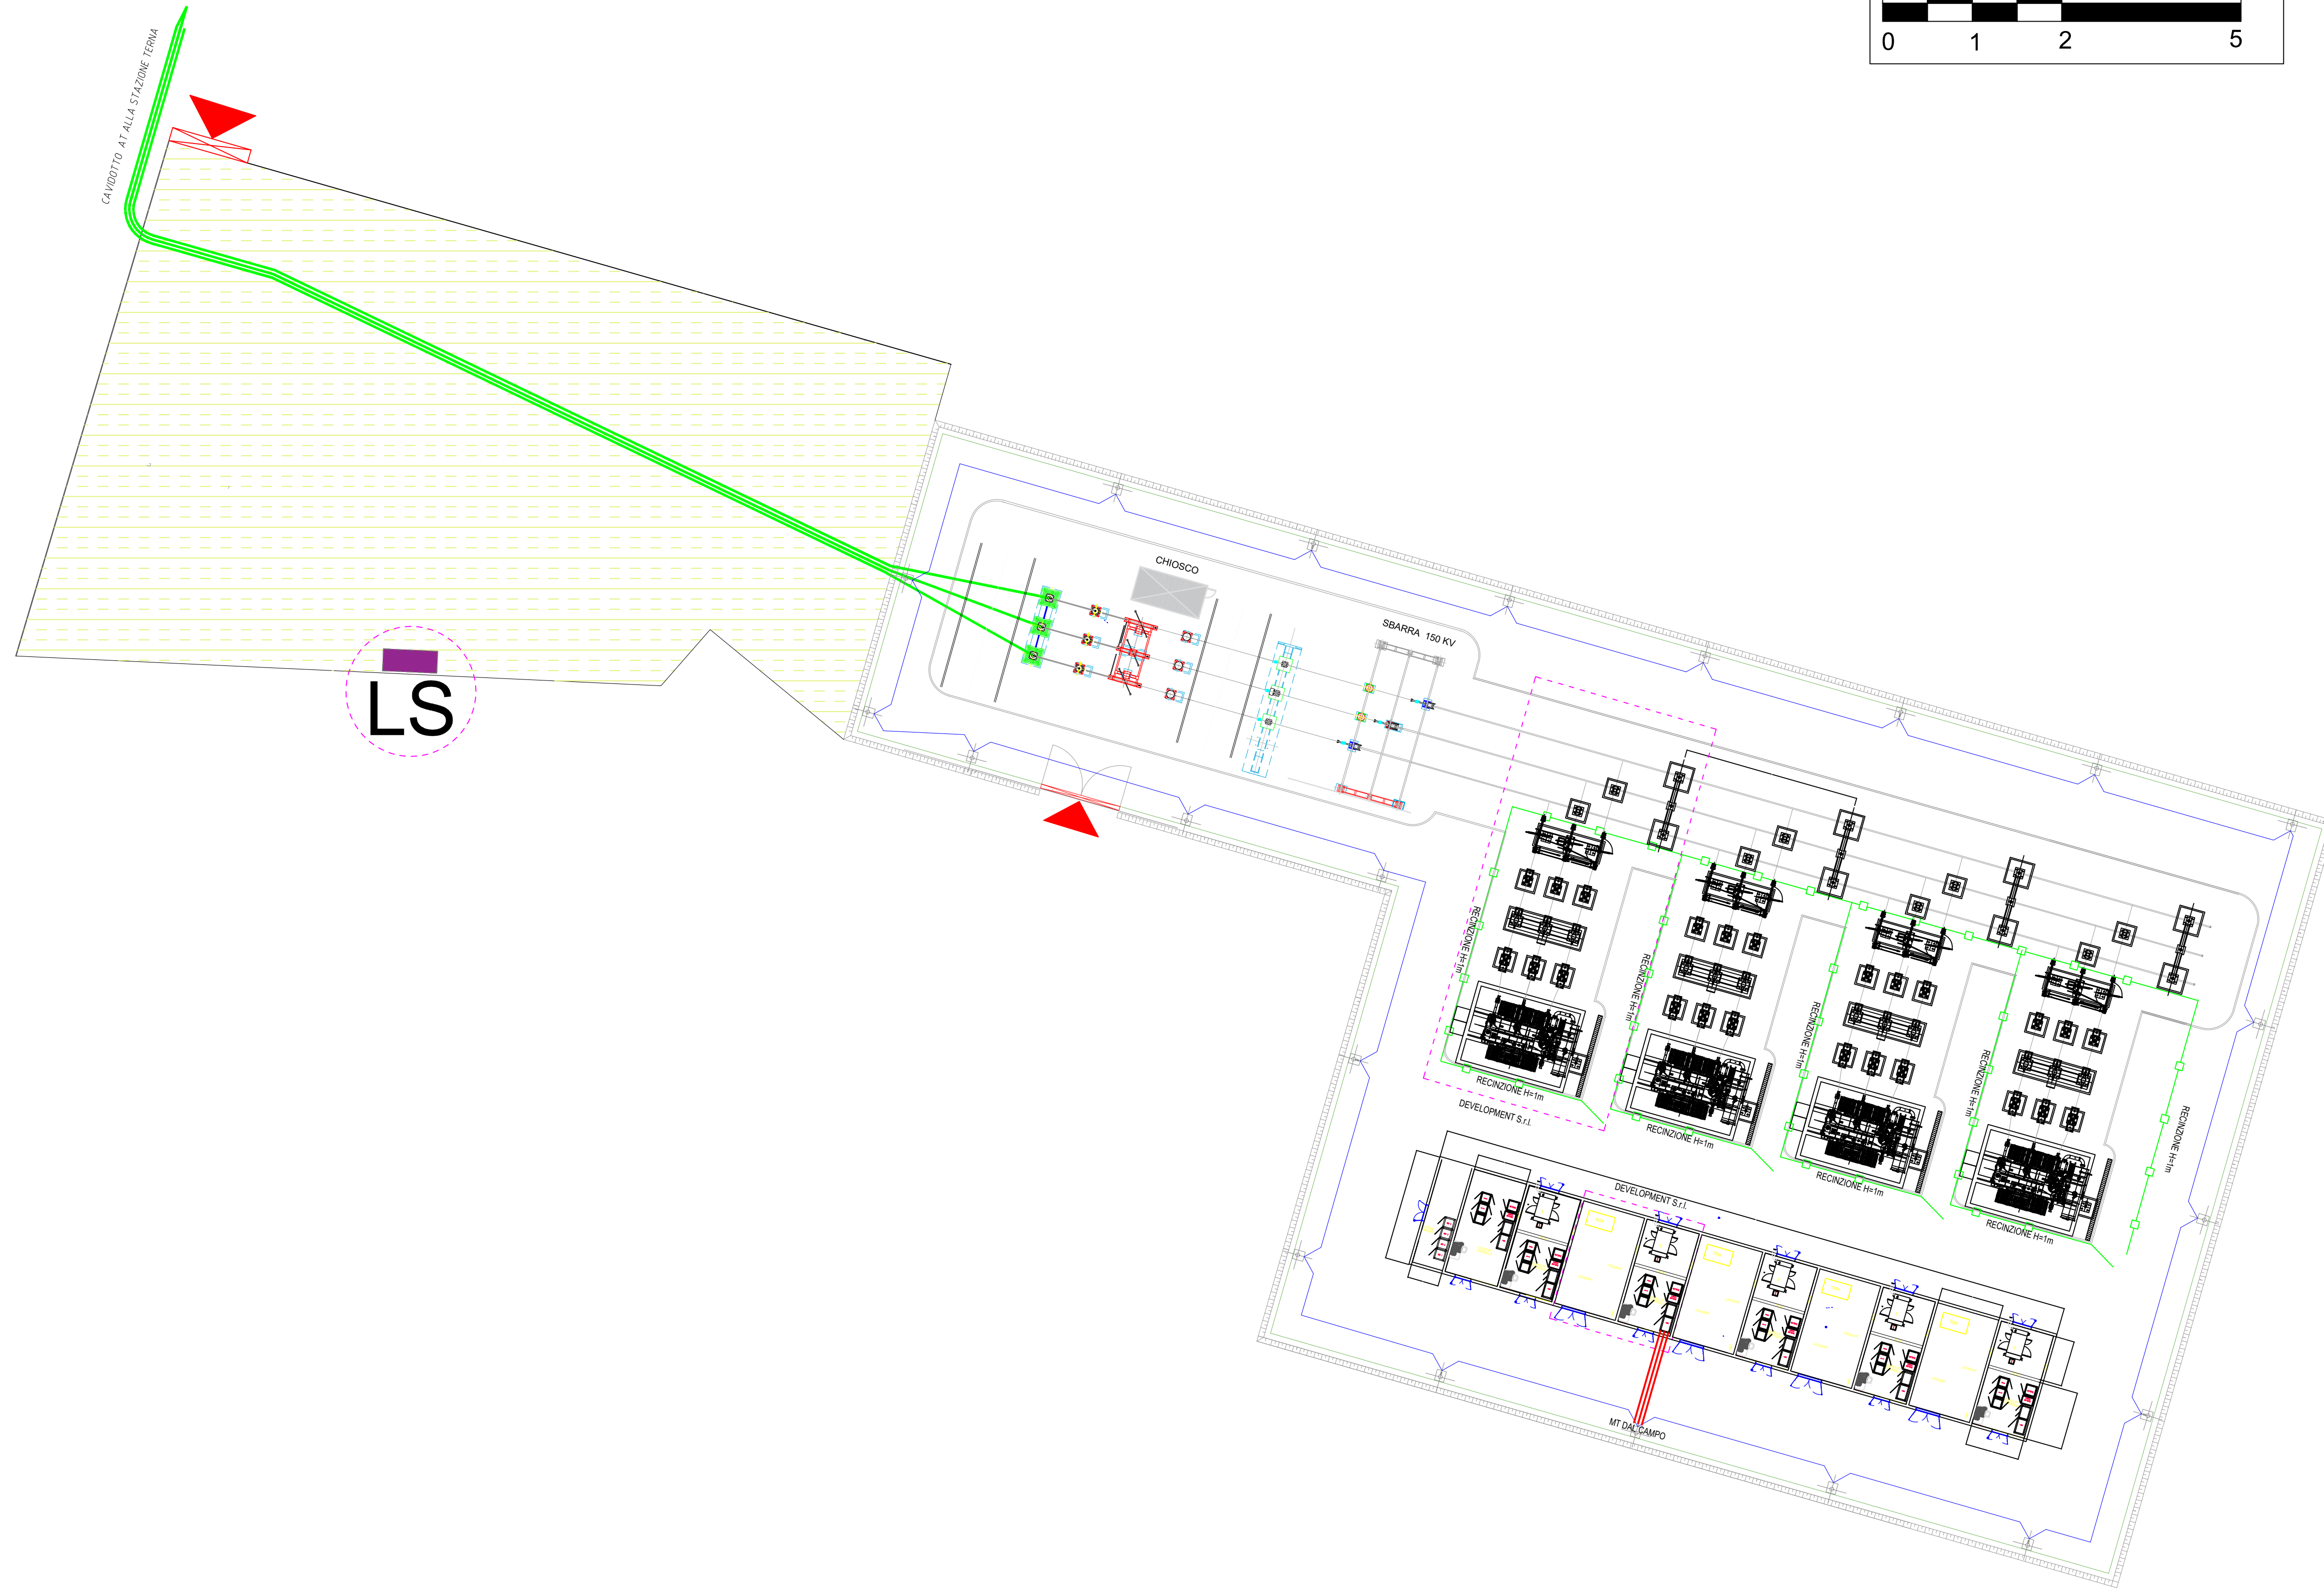 0 1 2 5
CAVIDOTTO AT ALLA STAZIONE TERNA
CHIOSCO
SBARRA 150 KV
LS
RECINZIONE H=1m
RECINZIONE H=1m
RECINZIONE H=1m
RECINZIONE H=1m
RECINZIONE H=1m
RECINZIONE H=1m
RECINZIONE H=1m
RECINZIONE H=1m
RECINZIONE H=1m
DEVELOPMENT S.r.l.
DEVELOPMENT S.r.l.
MT DAL CAMPO